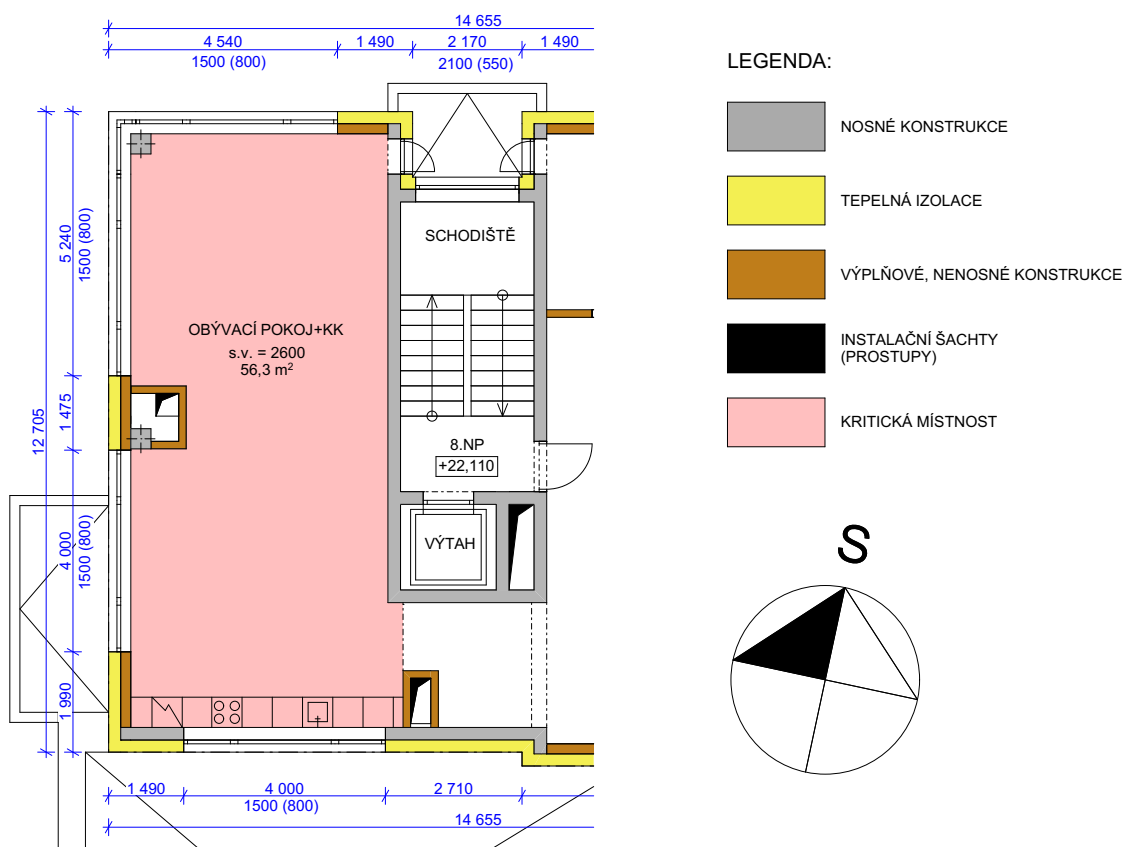 14 655
4 540
1 490
2 170
1 490
1500 (800)
2100 (550)
LEGENDA:
NOSNÉ KONSTRUKCE
TEPELNÁ IZOLACE
VÝPLŇOVÉ, NENOSNÉ KONSTRUKCE
INSTALAČNÍ ŠACHTY
(PROSTUPY)
KRITICKÁ MÍSTNOST
S
12 705
5 240
1500 (800)
1 475
4 000
1500 (800)
1 990
SCHODIŠTĚ
OBÝVACÍ POKOJ+KK
s.v. = 2600
56,3 m²
8.NP
+22,110
VÝTAH
1 490
4 000
2 710
1500 (800)
14 655